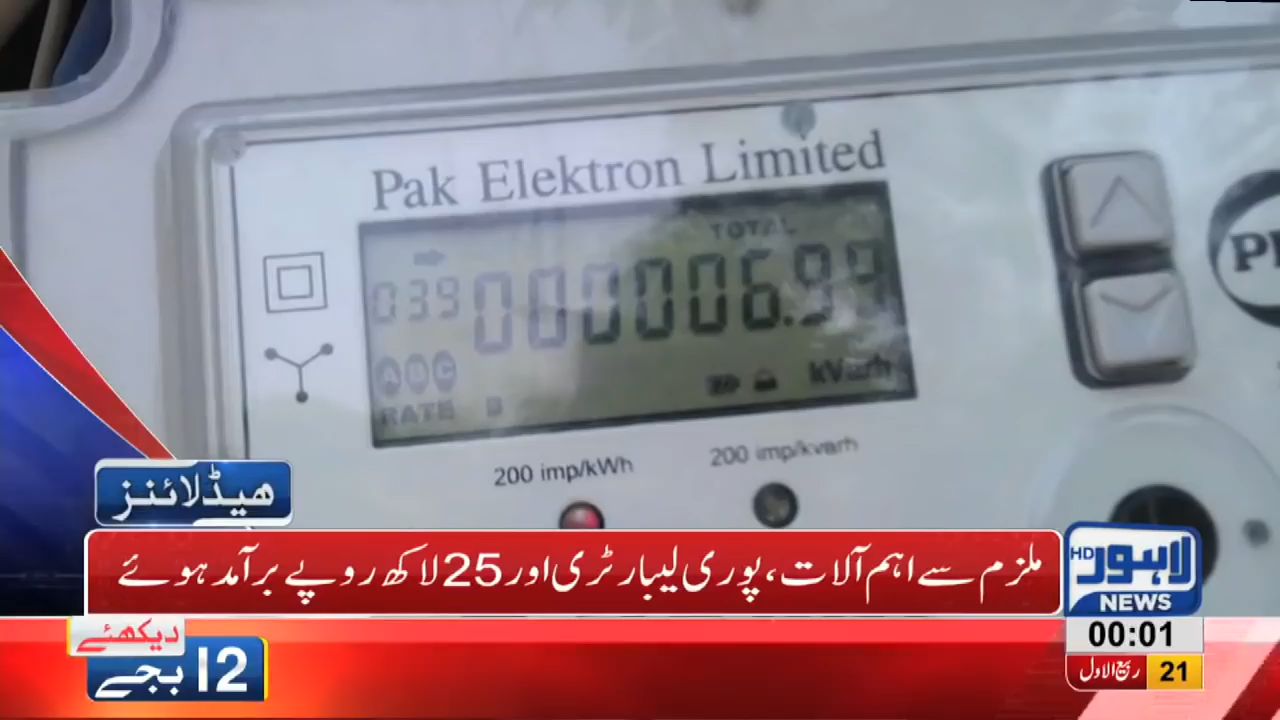 Pak Elektron Limited
TOTAL
039 000006.99
ABC
kVarh
RATE B
200 imp/kWh
200 imp/kvarh
ھیڈلائنز
ملزم سے اہم آلات، پوری لیبارٹری اور 25 لاکھ روپے برآمد ہوئے
HD لاہور
NEWS
00:01
21 ربیع الاول
دیکھئے
12 بجے